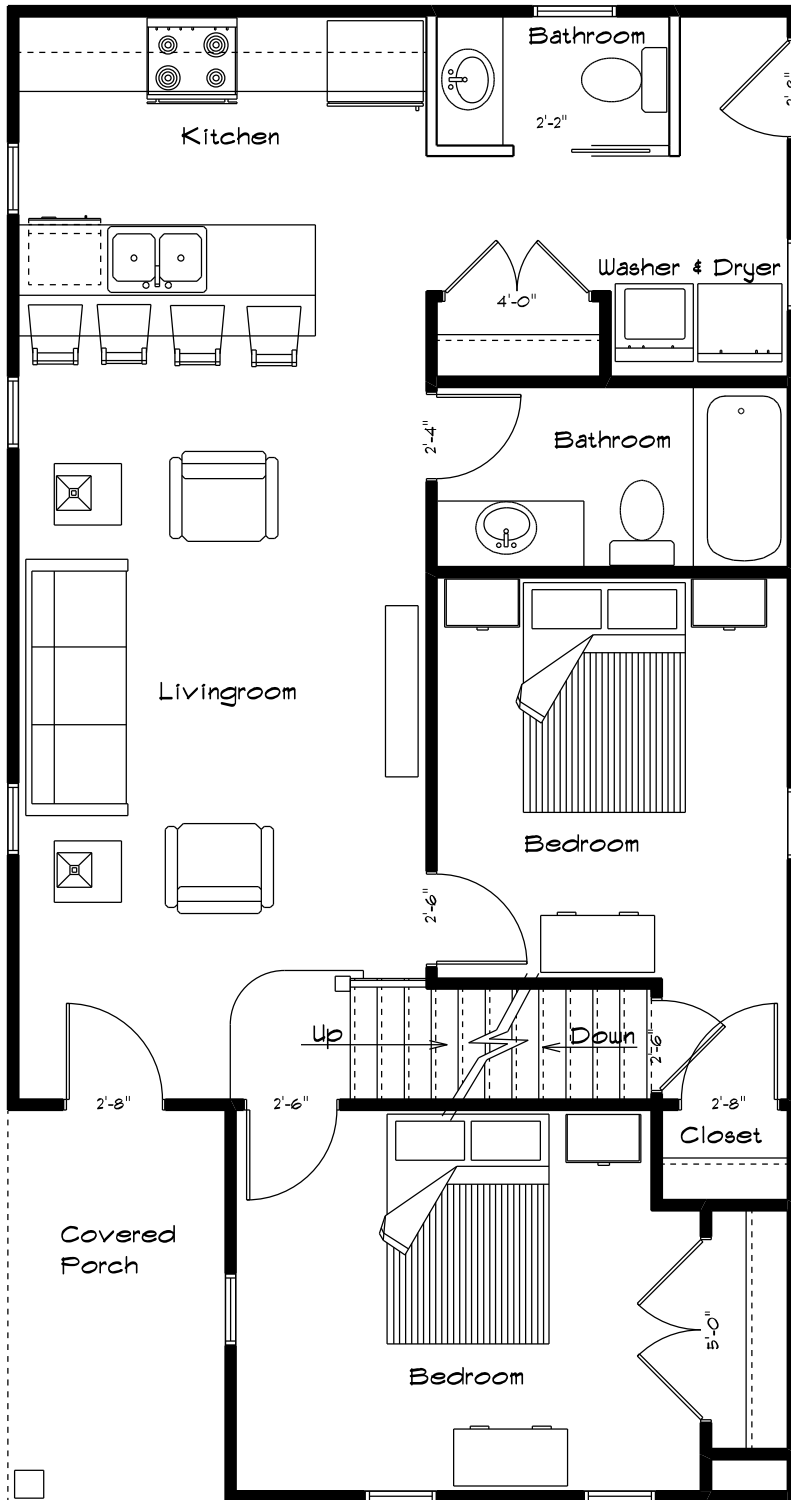 Bathroom
2'-2"
Kitchen
Washer & Dryer
4'-0"
2'-4"
Bathroom
Livingroom
Bedroom
2'-6"
Up
Down
2'-6"
2'-8"
2'-6"
2'-8"
Closet
Covered
Porch
5'-0"
Bedroom